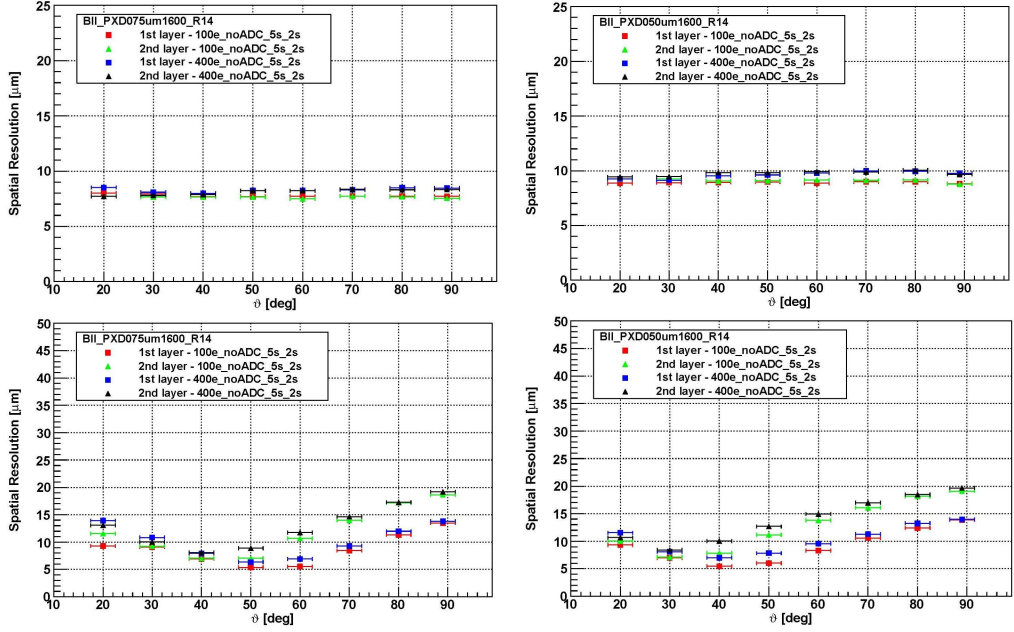 BII_PXD075um1600_R14
1st layer - 100e_noADC_5s_2s
2nd layer - 100e_noADC_5s_2s
1st layer - 400e_noADC_5s_2s
2nd layer - 400e_noADC_5s_2s
Spatial Resolution [μm]
25
20
15
10
5
0
10 20 30 40 50 60 70 80 90
ϑ [deg]
BII_PXD050um1600_R14
1st layer - 100e_noADC_5s_2s
2nd layer - 100e_noADC_5s_2s
1st layer - 400e_noADC_5s_2s
2nd layer - 400e_noADC_5s_2s
Spatial Resolution [μm]
25
20
15
10
5
0
10 20 30 40 50 60 70 80 90
ϑ [deg]
BII_PXD075um1600_R14
1st layer - 100e_noADC_5s_2s
2nd layer - 100e_noADC_5s_2s
1st layer - 400e_noADC_5s_2s
2nd layer - 400e_noADC_5s_2s
Spatial Resolution [μm]
50
45
40
35
30
25
20
15
10
5
0
10 20 30 40 50 60 70 80 90
ϑ [deg]
BII_PXD050um1600_R14
1st layer - 100e_noADC_5s_2s
2nd layer - 100e_noADC_5s_2s
1st layer - 400e_noADC_5s_2s
2nd layer - 400e_noADC_5s_2s
Spatial Resolution [μm]
50
45
40
35
30
25
20
15
10
5
0
10 20 30 40 50 60 70 80 90
ϑ [deg]